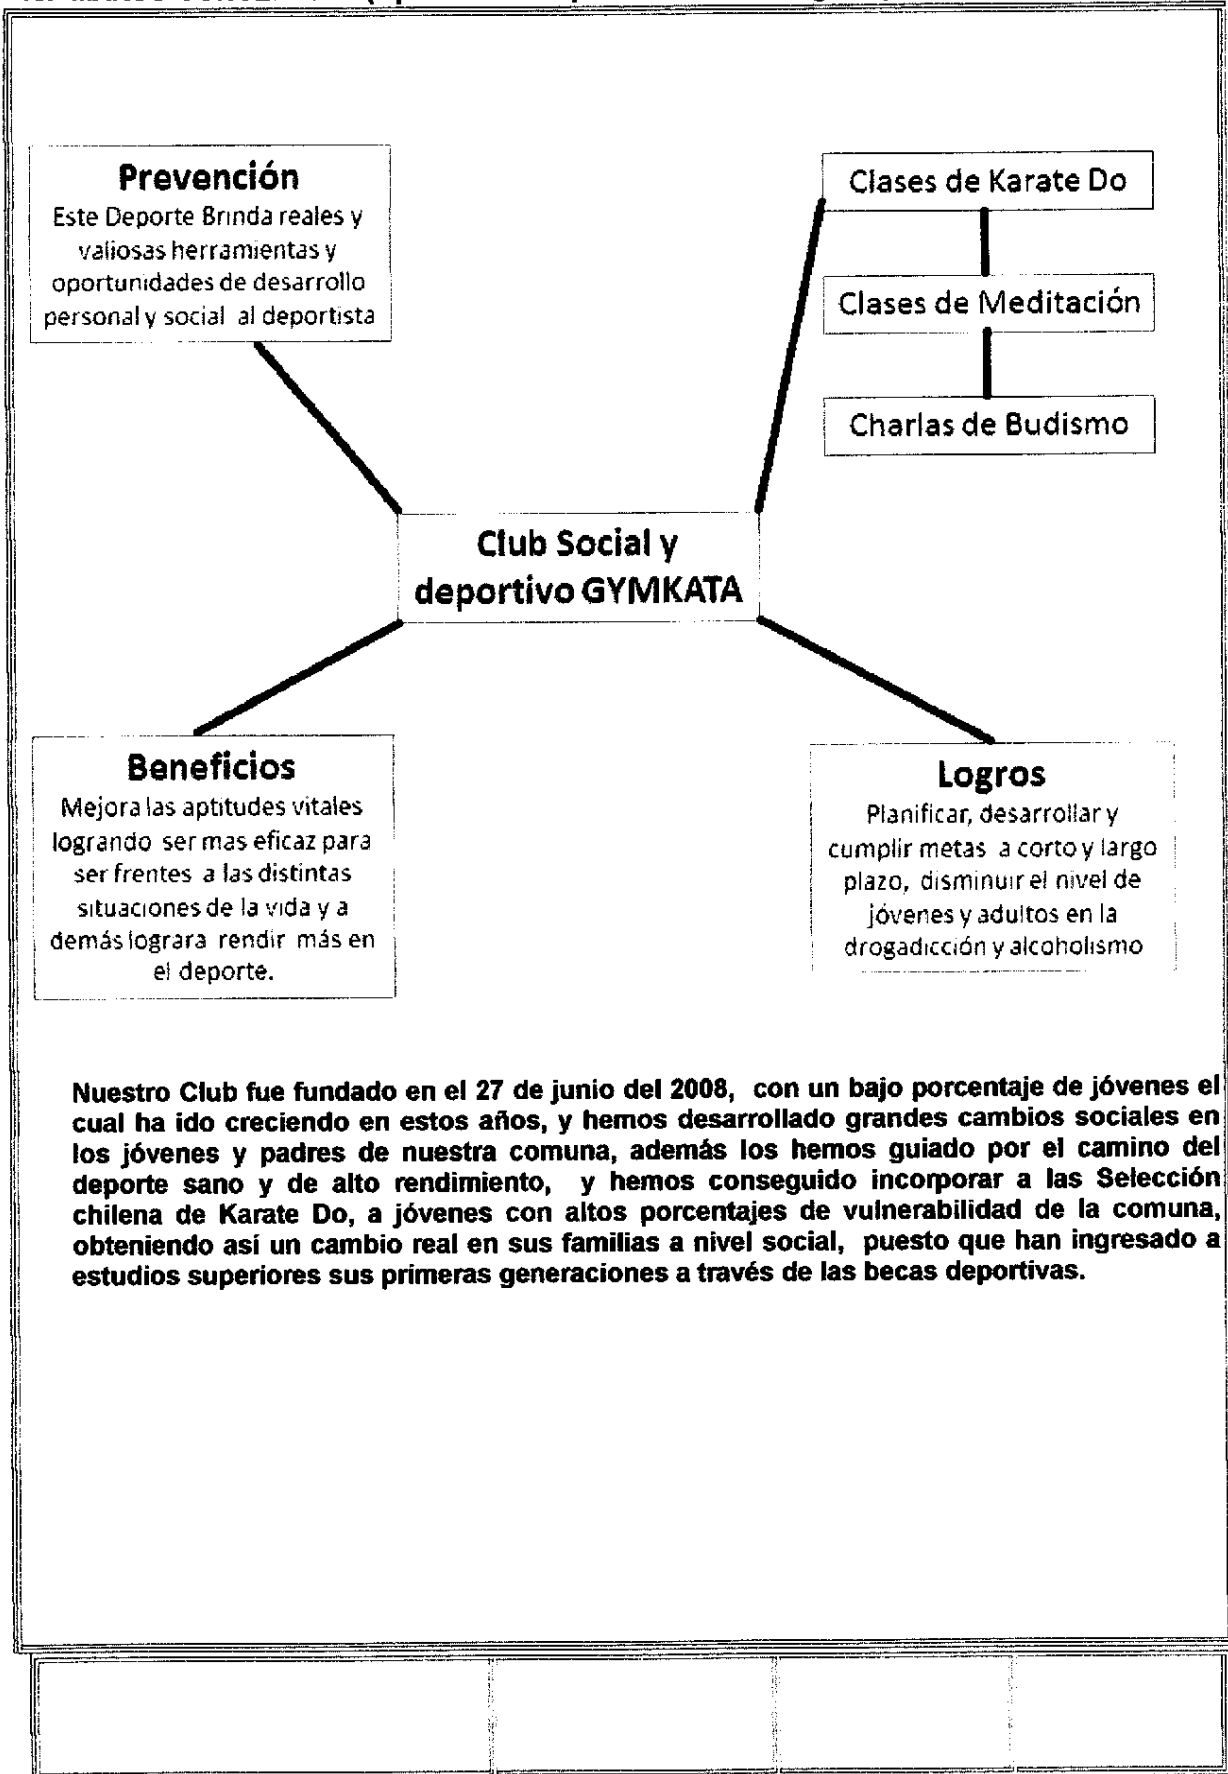 Prevención
Este Deporte Brinda reales y
valiosas herramientas y
oportunidades de desarrollo
personal y social al deportista
Clases de Karate Do
Clases de Meditación
Charlas de Budismo
Club Social y
deportivo GYMKATA
Beneficios
Mejora las aptitudes vitales
logrando ser mas eficaz para
ser frentes a las distintas
situaciones de la vida y a
demás lograra rendir más en
el deporte.
Logros
Planificar, desarrollar y
cumplir metas a corto y largo
plazo, disminuir el nivel de
jóvenes y adultos en la
drogadicción y alcoholismo
Nuestro Club fue fundado en el 27 de junio del 2008, con un bajo porcentaje de jóvenes el
cual ha ido creciendo en estos años, y hemos desarrollado grandes cambios sociales en
los jóvenes y padres de nuestra comuna, además los hemos guiado por el camino del
deporte sano y de alto rendimiento, y hemos conseguido incorporar a las Selección
chilena de Karate Do, a jóvenes con altos porcentajes de vulnerabilidad de la comuna,
obteniendo así un cambio real en sus familias a nivel social, puesto que han ingresado a
estudios superiores sus primeras generaciones a través de las becas deportivas.